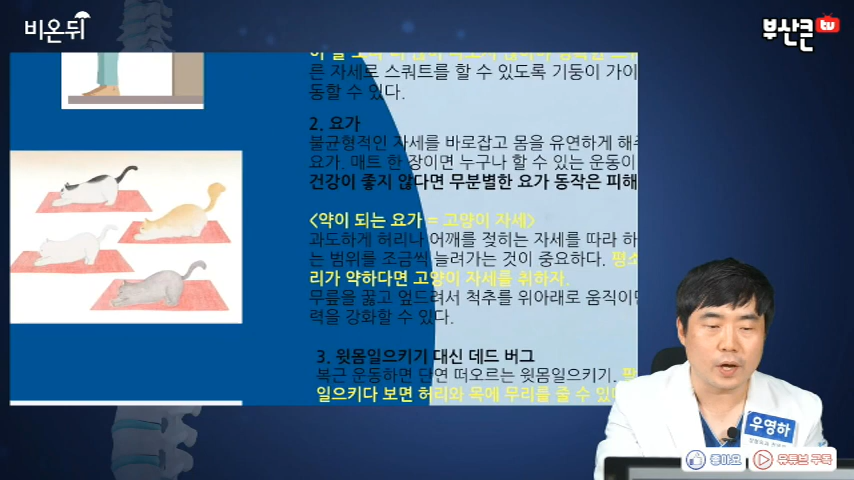 비온뒤
부산큰 tv
른 자세로 스쿼트를 할 수 있도록 기둥이 가이
동할 수 있다.
2. 요가
불균형적인 자세를 바로잡고 몸을 유연하게 해주
요가. 매트 한 장이면 누구나 할 수 있는 운동이
건강이 좋지 않다면 무분별한 요가 동작은 피해
<약이 되는 요가 = 고양이 자세>
과도하게 허리나 어깨를 젖히는 자세를 따라 하
는 범위를 조금씩 늘려가는 것이 중요하다. 평소
리가 약하다면 고양이 자세를 취하자.
무릎을 꿇고 엎드려서 척추를 위아래로 움직이면
력을 강화할 수 있다.
3. 윗몸일으키기 대신 데드 버그
복근 운동하면 단연 떠오르는 윗몸일으키기.
일으키다 보면 허리와 목에 무리를 줄 수 있
우영하
좋아요
유튜브 구독